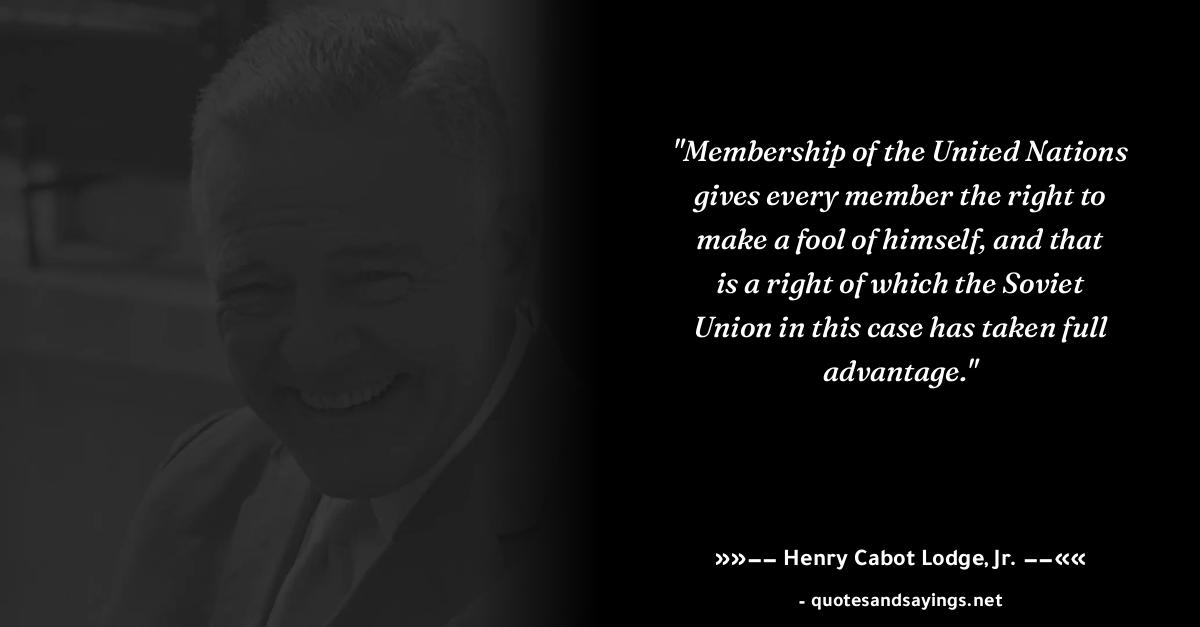 "Membership of the United Nations
gives every member the right to
make a fool of himself, and that
is a right of which the Soviet
Union in this case has taken full
advantage."
»»—— Henry Cabot Lodge, Jr. ——««
- quotesandsayings.net